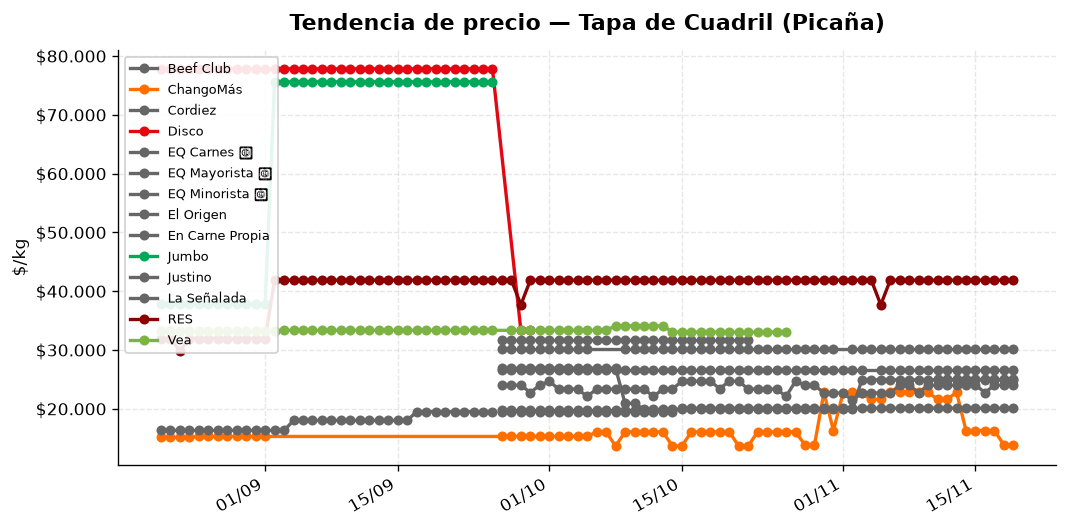 Tendencia de precio — Tapa de Cuadril (Picaña)
$/kg
$80.000
$70.000
$60.000
$50.000
$40.000
$30.000
$20.000
Beef Club
ChangoMás
Cordiez
Disco
EQ Carnes
EQ Mayorista
EQ Minorista
El Origen
En Carne Propia
Jumbo
Justino
La Señalada
RES
Vea
01/09
15/09
01/10
15/10
01/11
15/11